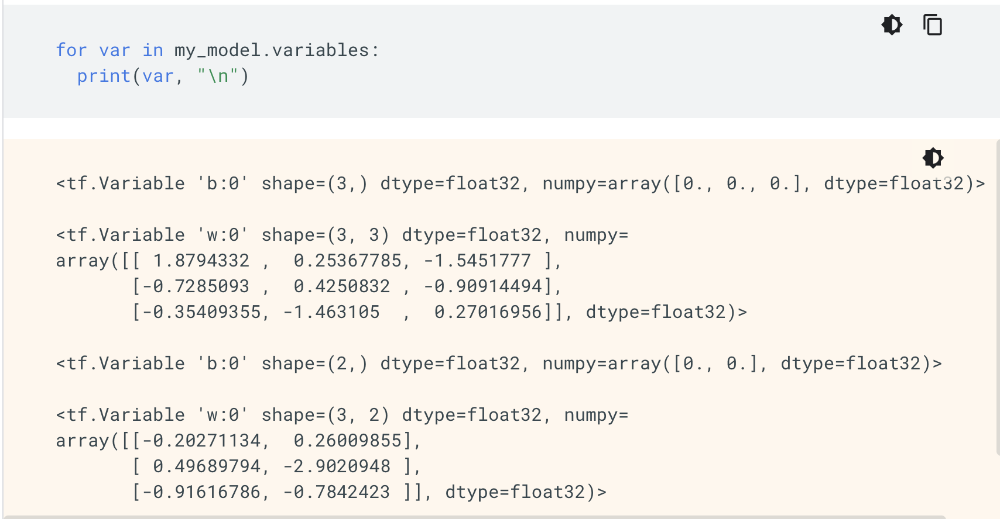 for var in my_model.variables:
  print(var, "\n")
<tf.Variable 'b:0' shape=(3,) dtype=float32, numpy=array([0., 0., 0.], dtype=float32)>
<tf.Variable 'w:0' shape=(3, 3) dtype=float32, numpy=
array([[ 1.8794332 ,  0.25367785, -1.5451777 ],
       [-0.7285093 ,  0.4250832 , -0.90914494],
       [-0.35409355, -1.463105  ,  0.27016956]], dtype=float32)>
<tf.Variable 'b:0' shape=(2,) dtype=float32, numpy=array([0., 0.], dtype=float32)>
<tf.Variable 'w:0' shape=(3, 2) dtype=float32, numpy=
array([[-0.20271134,  0.26009855],
       [ 0.49689794, -2.9020948 ],
       [-0.91616786, -0.7842423 ]], dtype=float32)>